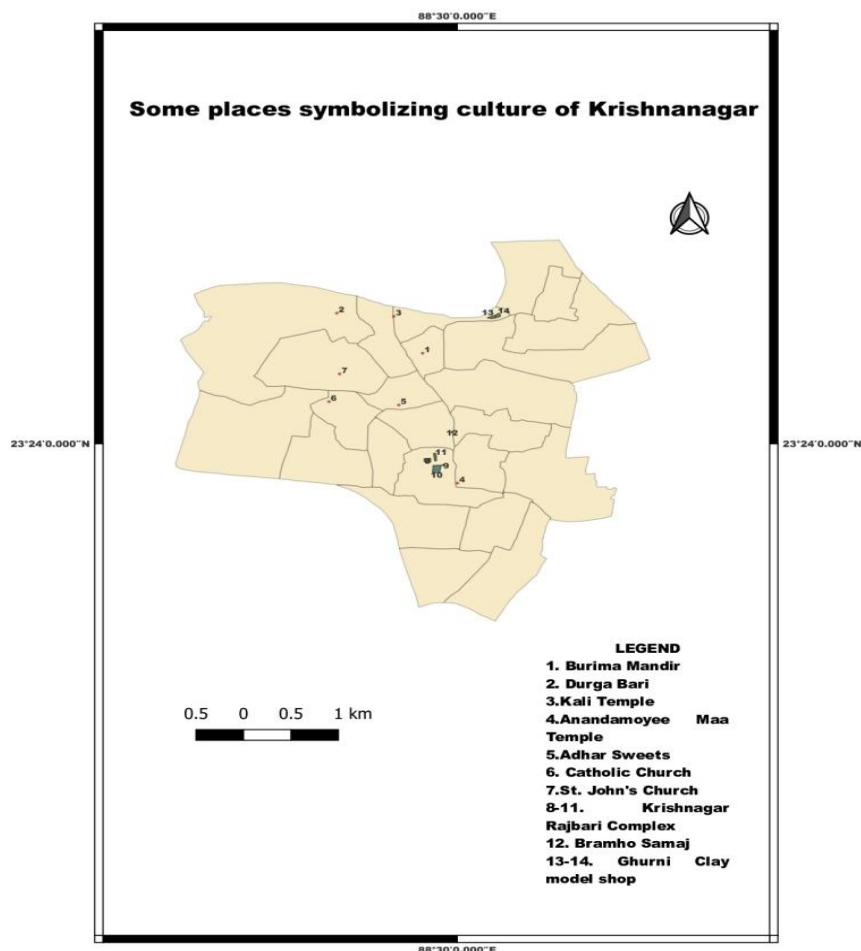 88°30'0.000"E
Some places symbolizing culture of Krishnanagar
2
3
13 14
1
7
6
5
12
23°24'0.000"N
23°24'0.000"N
11
9
10
4
LEGEND
1. Burima Mandir
2. Durga Bari
3.Kali Temple
4.Anandamoyee Maa
Temple
5.Adhar Sweets
6. Catholic Church
7.St. John's Church
8-11. Krishnagar
Rajbari Complex
12. Bramho Samaj
13-14. Ghurni Clay
model shop
0.5 0 0.5 1 km
88°30'0.000"E